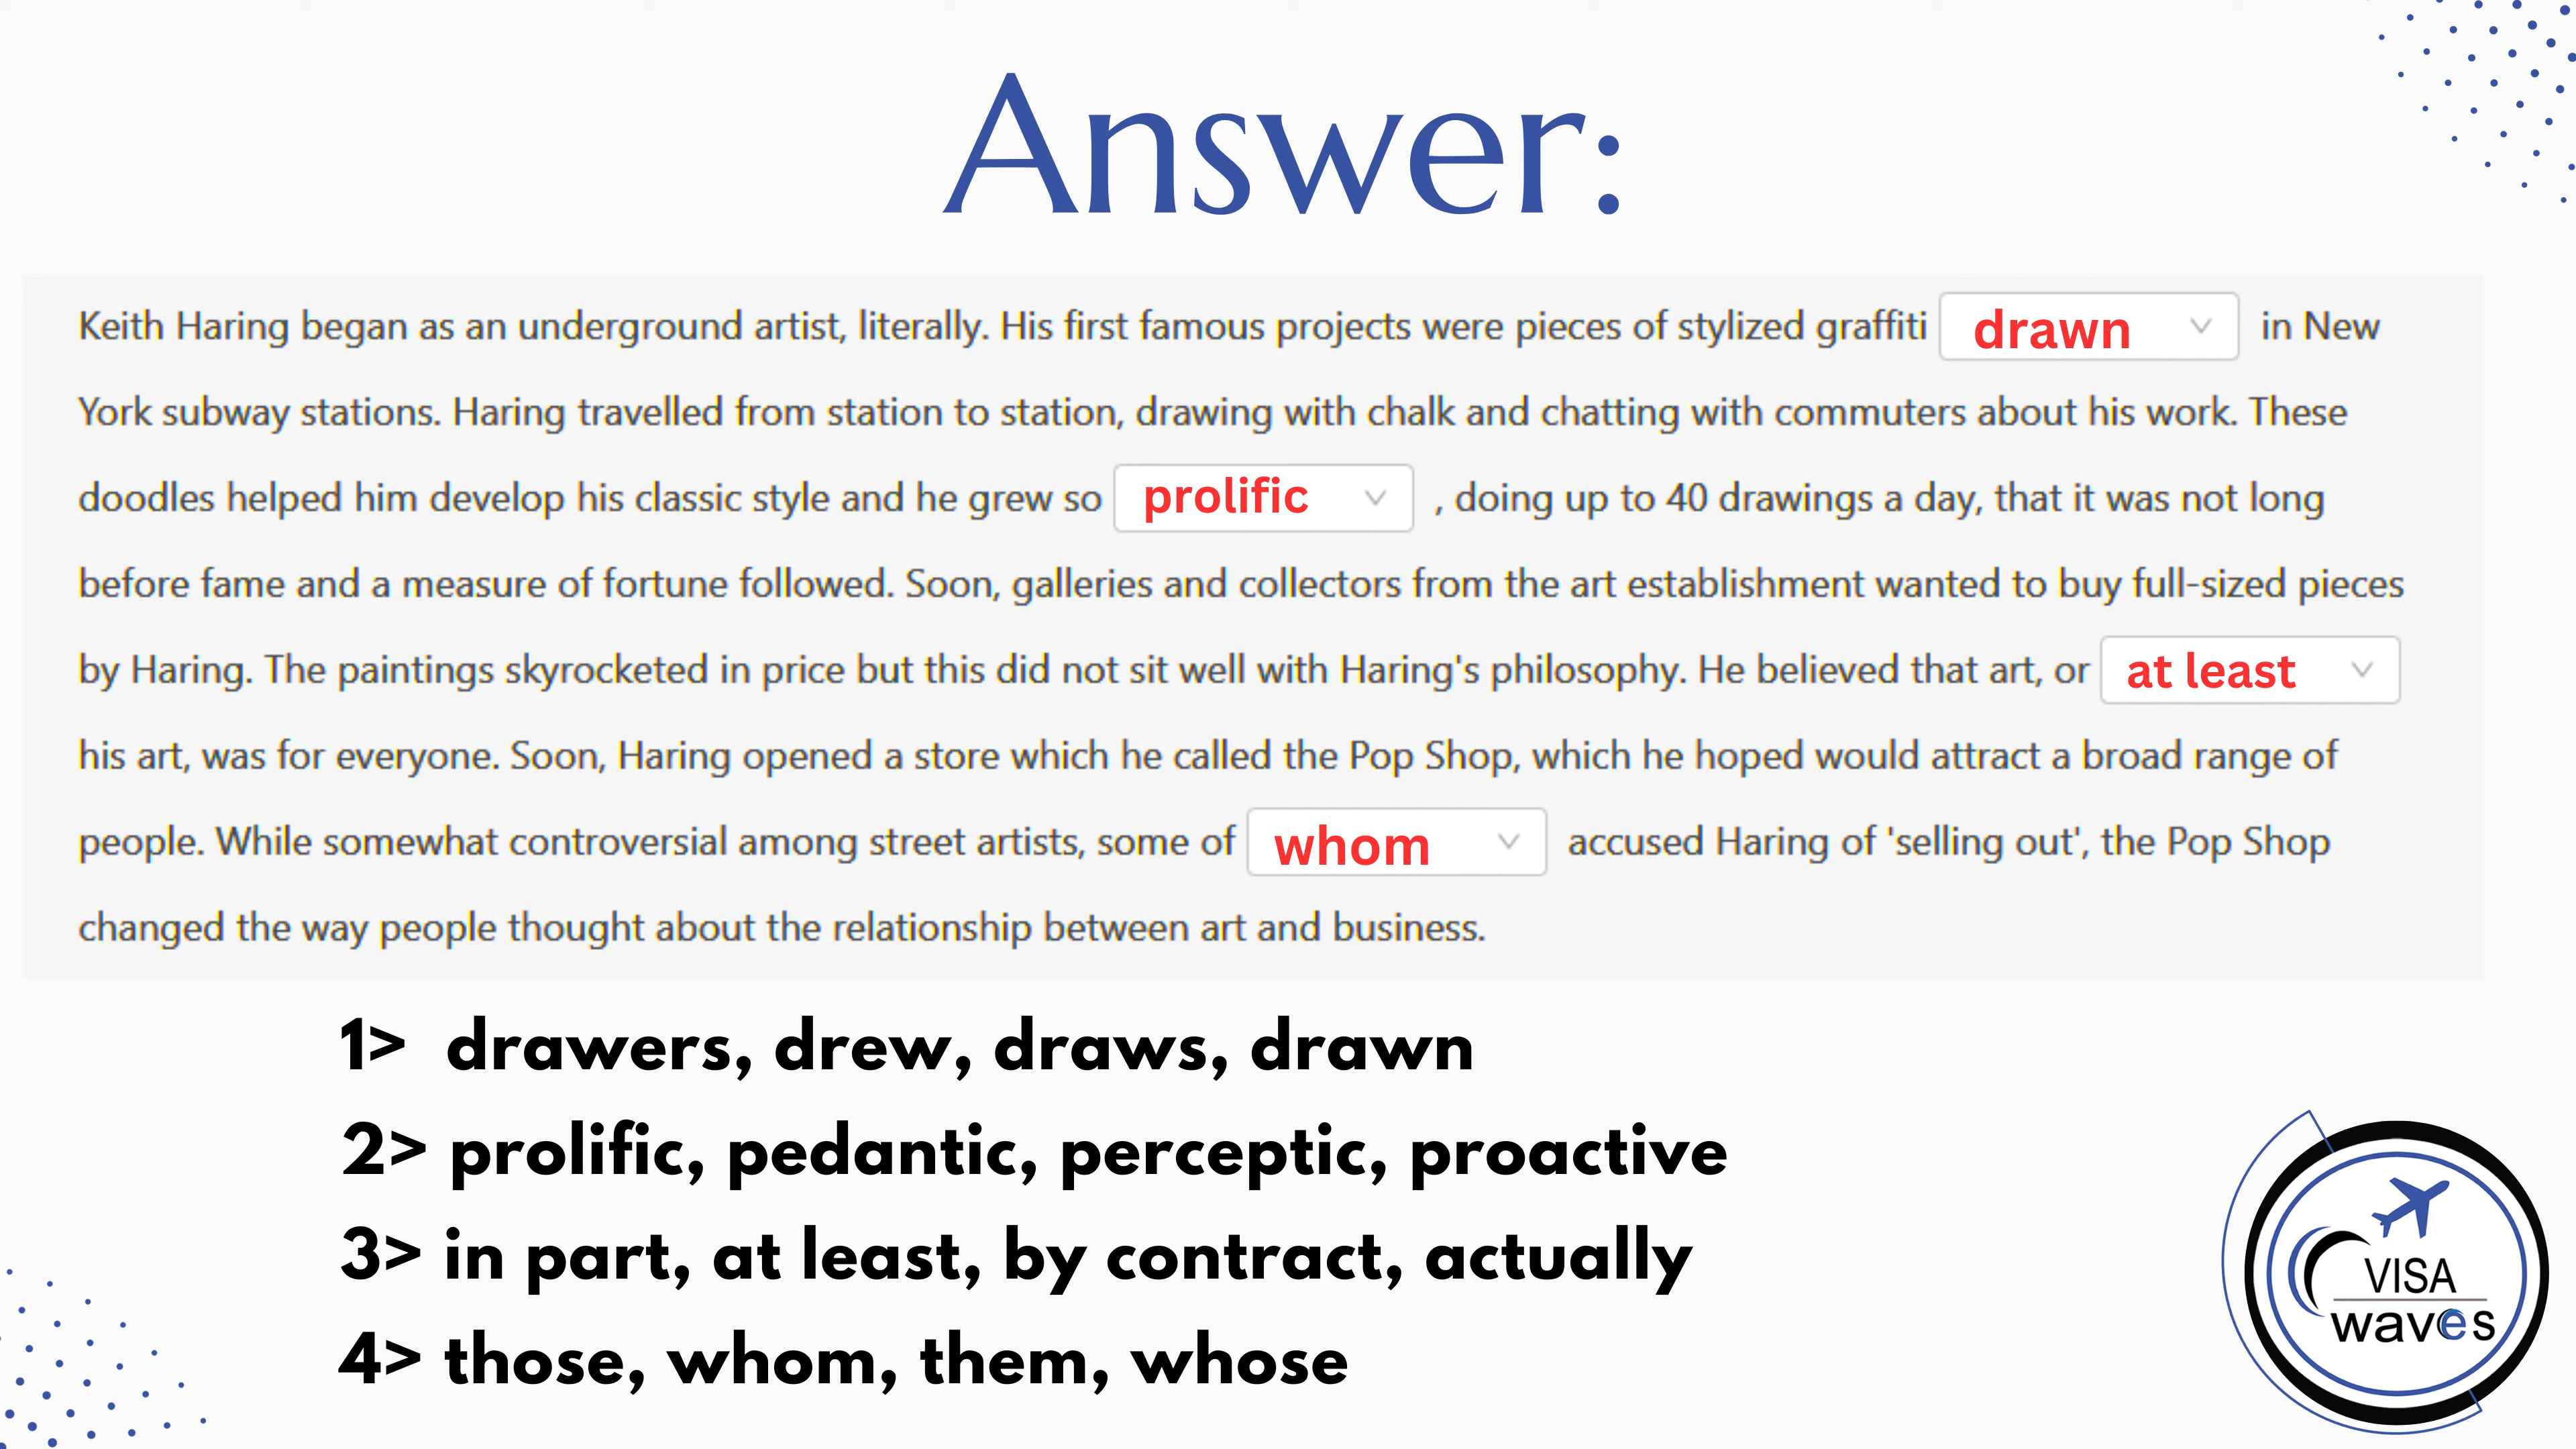 Answer:
Keith Haring began as an underground artist, literally. His first famous projects were pieces of stylized graffiti drawn in New
York subway stations. Haring travelled from station to station, drawing with chalk and chatting with commuters about his work. These
doodles helped him develop his classic style and he grew so prolific , doing up to 40 drawings a day, that it was not long
before fame and a measure of fortune followed. Soon, galleries and collectors from the art establishment wanted to buy full-sized pieces
by Haring. The paintings skyrocketed in price but this did not sit well with Haring's philosophy. He believed that art, or at least
his art, was for everyone. Soon, Haring opened a store which he called the Pop Shop, which he hoped would attract a broad range of
people. While somewhat controversial among street artists, some of whom accused Haring of 'selling out', the Pop Shop
changed the way people thought about the relationship between art and business.
1> drawers, drew, draws, drawn
2> prolific, pedantic, perceptic, proactive
3> in part, at least, by contract, actually
4> those, whom, them, whose
VISA
waves